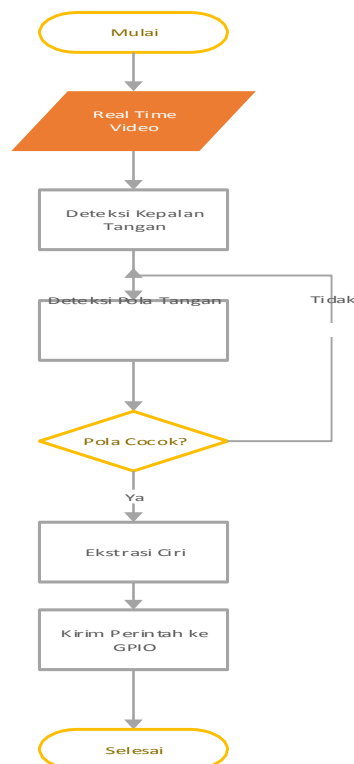 Mulai
Real Time
Video
Deteksi Kepalan
Tangan
Deteksi Pola Tangan
Tidak
Pola Cocok?
Ya
Ekstrasi Ciri
Kirim Perintah ke
GPIO
Selesai